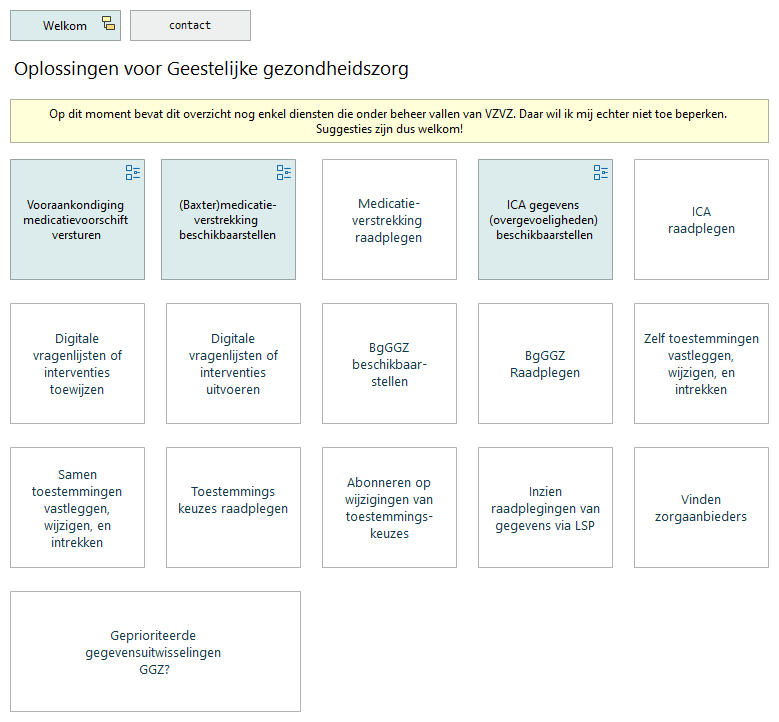 Welkom
contact
Oplossingen voor Geestelijke gezondheidszorg
Op dit moment bevat dit overzicht nog enkel diensten die onder beheer vallen van VZVZ. Daar wil ik mij echter niet toe beperken.
Suggesties zijn dus welkom!
Vooraankondiging
medicatievoorschift
versturen
(Baxter)medicatie-
verstrekking
beschikbaarstellen
Medicatie-
verstrekking
raadplegen
ICA gegevens
(overgevoeligheden)
beschikbaarstellen
ICA
raadplegen
Digitale
vragenlijsten of
interventies
toewijzen
Digitale
vragenlijsten of
interventies
uitvoeren
BgGGZ
beschikbaar-
stellen
BgGGZ
Raadplegen
Zelf toestemmingen
vastleggen,
wijzigen, en
intrekken
Samen
toestemmingen
vastleggen,
wijzigen, en
intrekken
Toestemmings
keuzes raadplegen
Abonneren op
wijzigingen van
toestemmings-
keuzes
Inzien
raadplegingen van
gegevens via LSP
Vinden
zorgaanbieders
Geprioriteerde
gegevensuitwisselingen
GGZ?